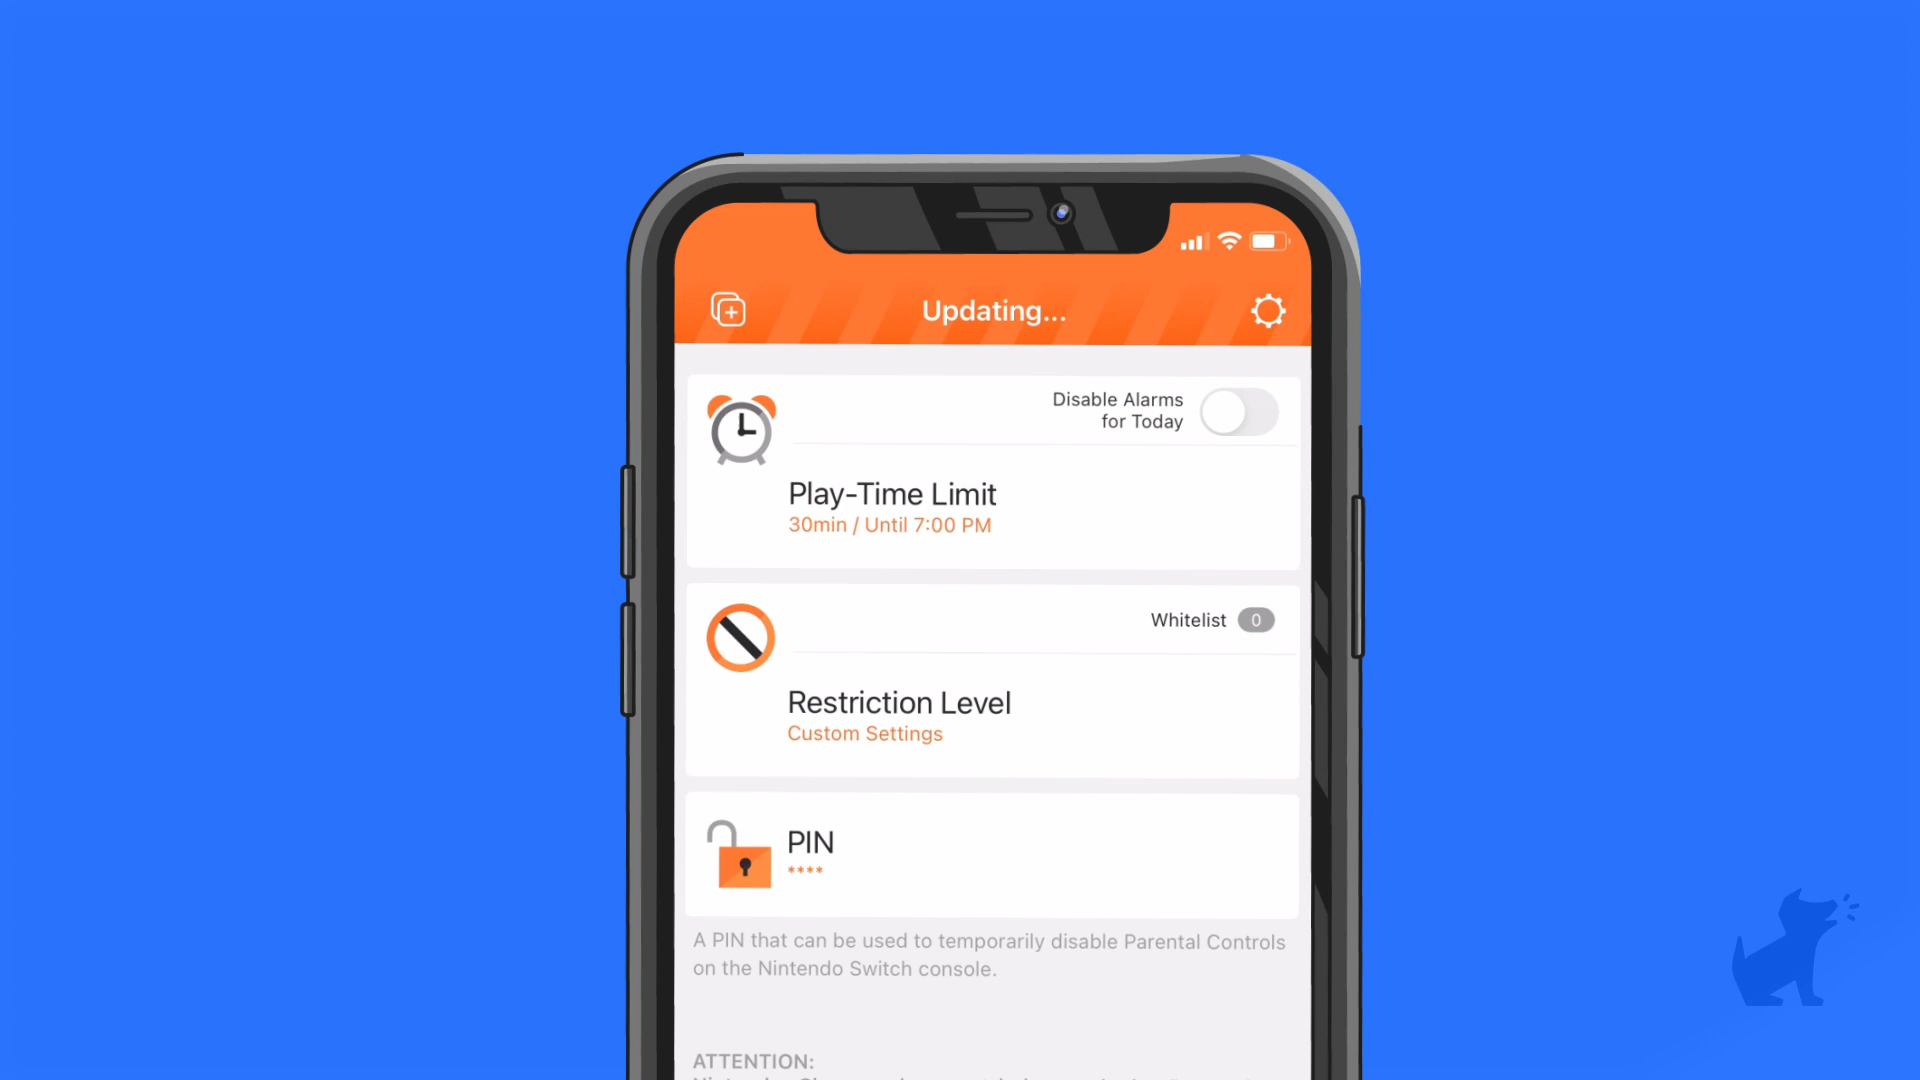 Updating...
Disable Alarms
for Today
Play-Time Limit
30min / Until 7:00 PM
Whitelist 0
Restriction Level
Custom Settings
PIN
****
A PIN that can be used to temporarily disable Parental Controls
on the Nintendo Switch console.
ATTENTION: